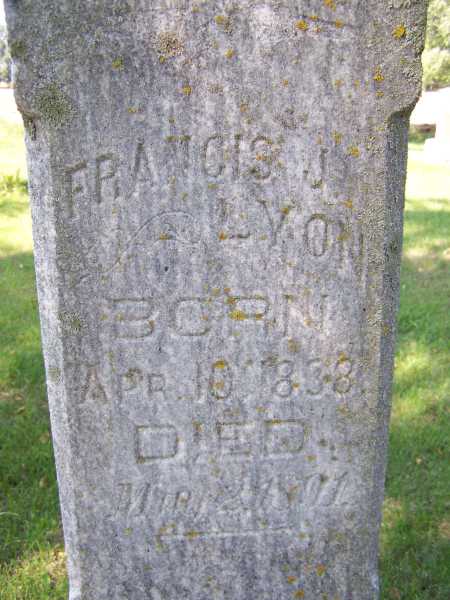 FRANCIS J.
LYON
BORN
APR. 10, 1838
DIED